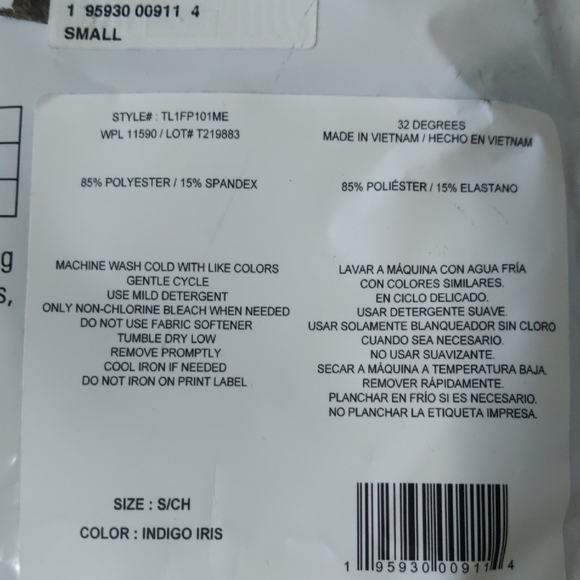 1 95930 00911 4
SMALL
g
s,
STYLE# : TL1FP101ME
WPL 11590 / LOT# T219883
85% POLYESTER / 15% SPANDEX
MACHINE WASH COLD WITH LIKE COLORS
GENTLE CYCLE
USE MILD DETERGENT
ONLY NON-CHLORINE BLEACH WHEN NEEDED
DO NOT USE FABRIC SOFTENER
TUMBLE DRY LOW
REMOVE PROMPTLY
COOL IRON IF NEEDED
DO NOT IRON ON PRINT LABEL
SIZE : S/CH
COLOR : INDIGO IRIS
32 DEGREES
MADE IN VIETNAM / HECHO EN VIETNAM
85% POLIÉSTER / 15% ELASTANO
LAVAR A MÁQUINA CON AGUA FRÍA
CON COLORES SIMILARES.
EN CICLO DELICADO.
USAR DETERGENTE SUAVE.
USAR SOLAMENTE BLANQUEADOR SIN CLORO
CUANDO SEA NECESARIO.
NO USAR SUAVIZANTE.
SECAR A MÁQUINA A TEMPERATURA BAJA.
REMOVER RÁPIDAMENTE.
PLANCHAR EN FRÍO SI ES NECESARIO.
NO PLANCHAR LA ETIQUETA IMPRESA.
1 95930 00911 4